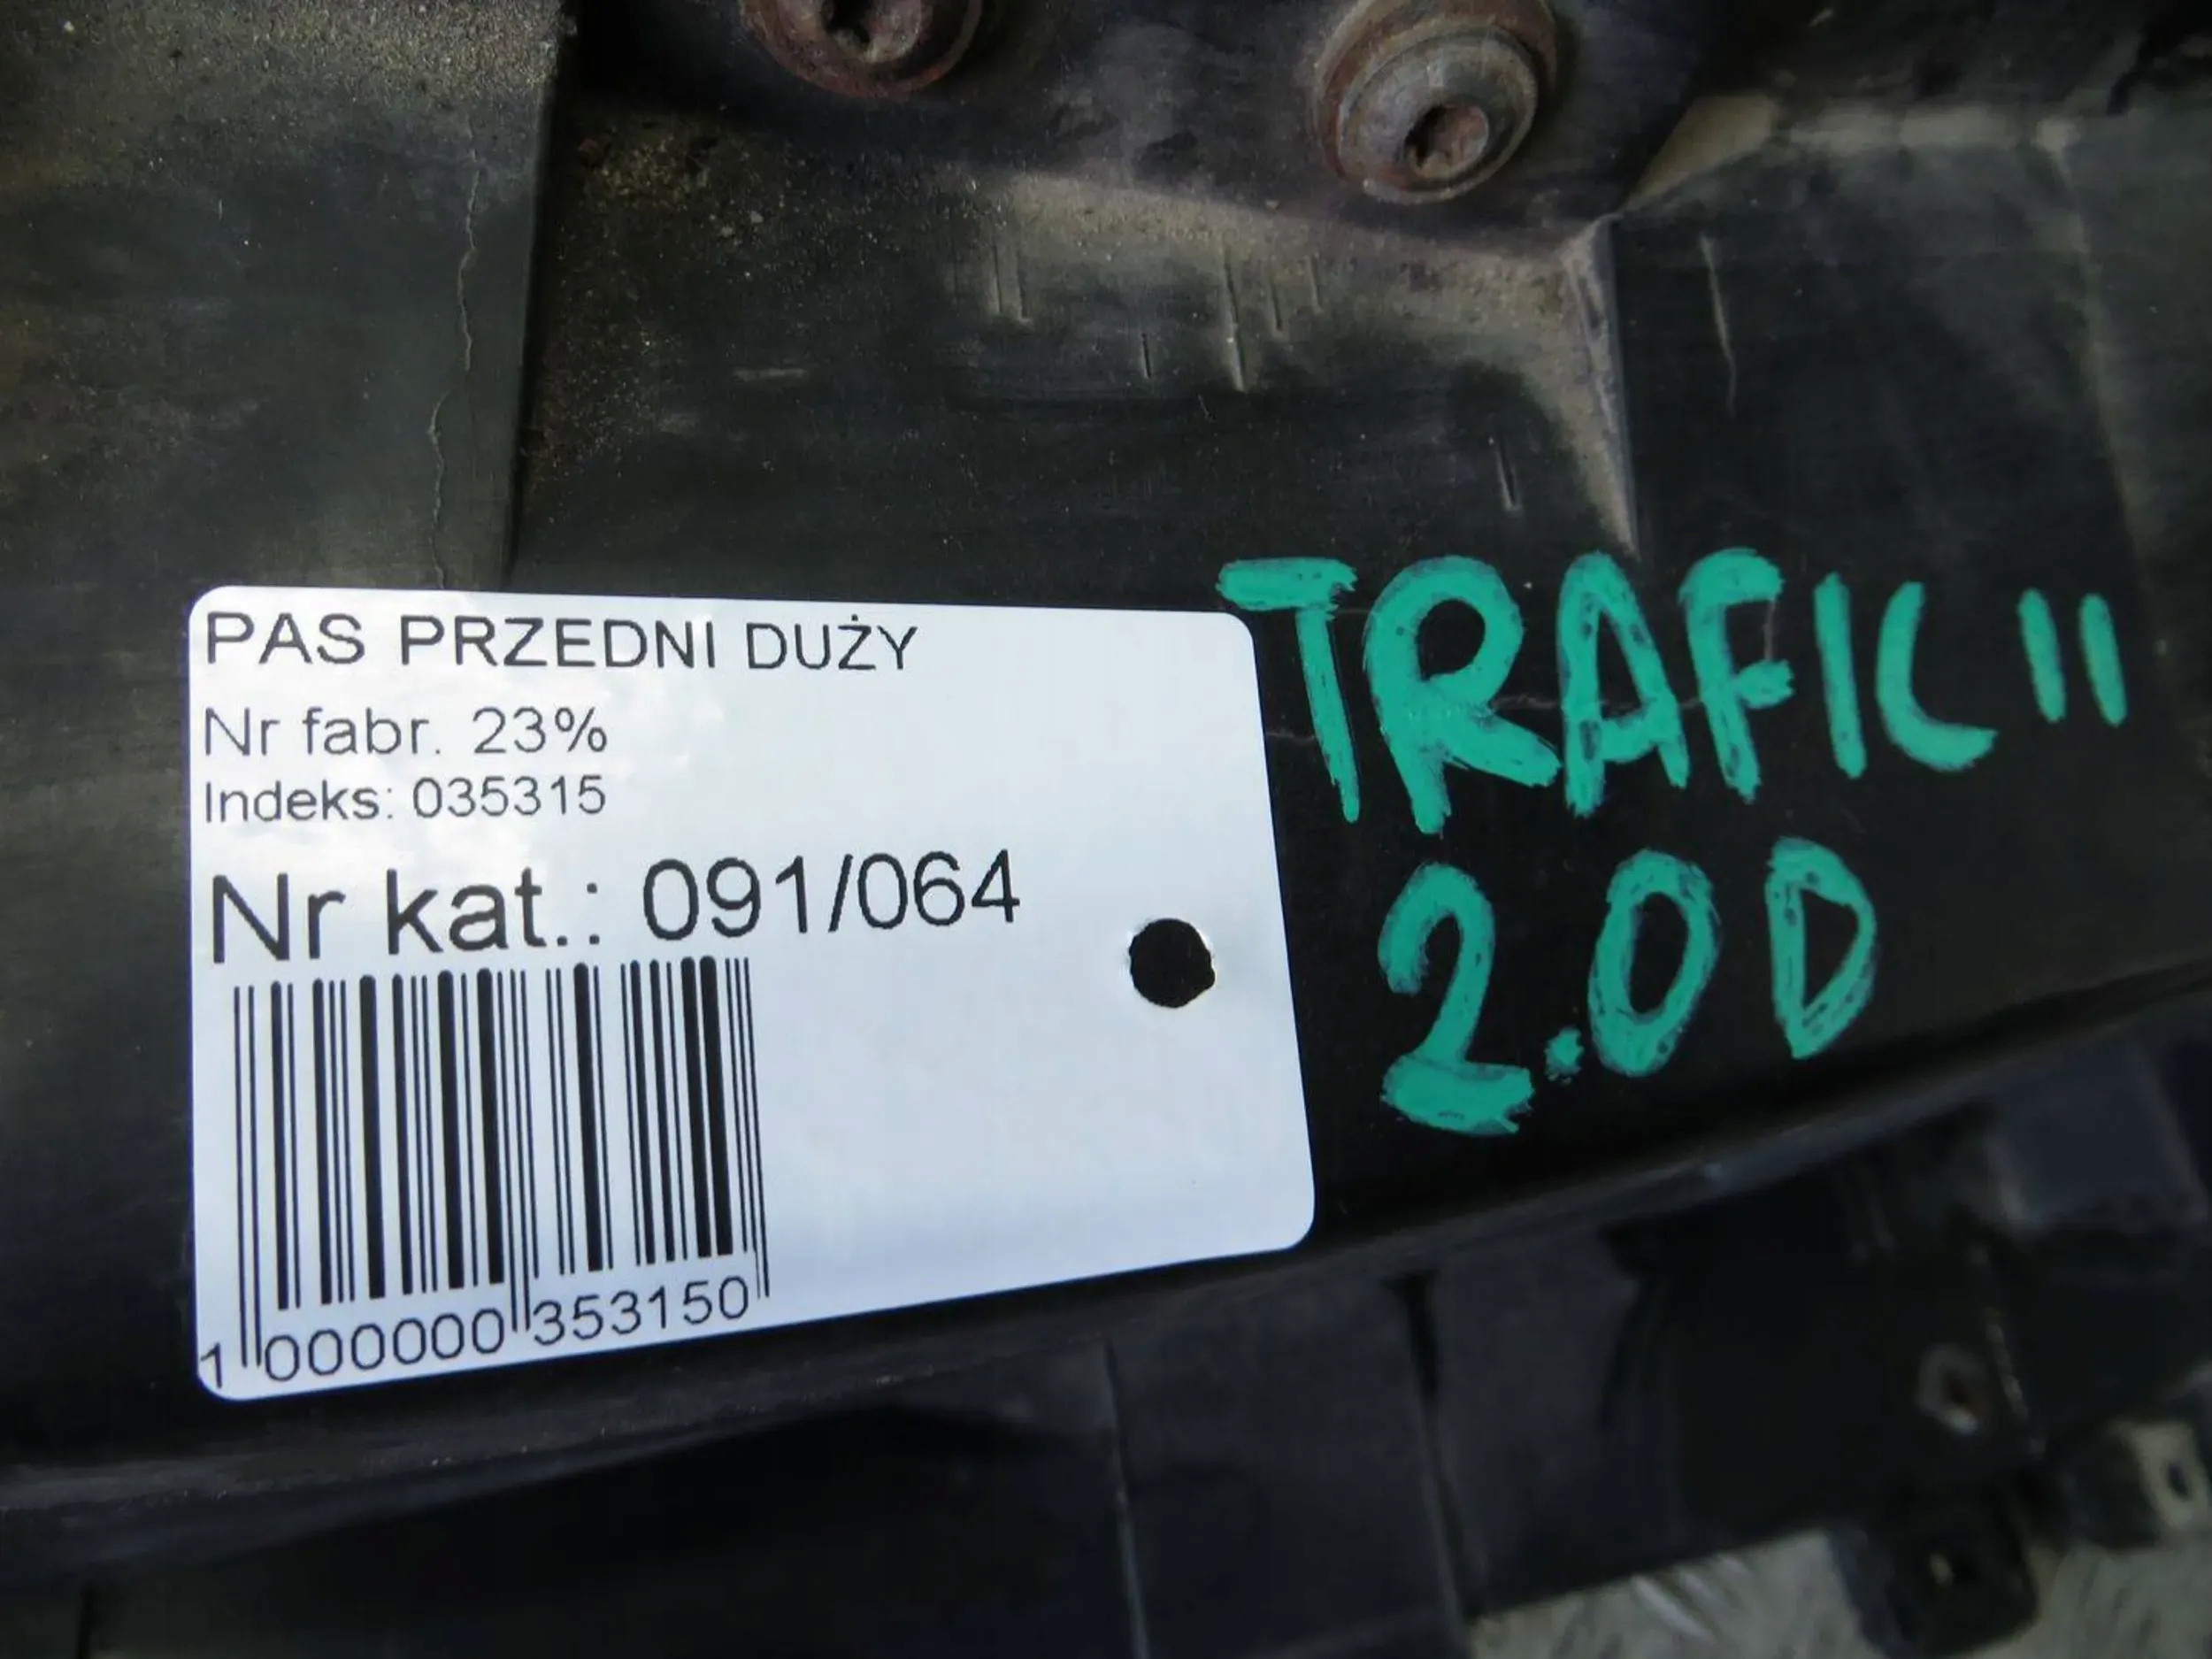 PAS PRZEDNI DUŻY
Nr fabr. 23%
Indeks: 035315
Nr kat.: 091/064
1 000000 353150
TRAFIC II
2.0D